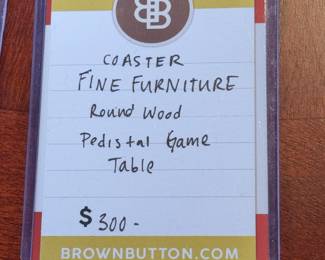 COASTER
FINE FURNITURE
Round Wood
Pedistal Game
Table
$300-
BROWNBUTTON.COM